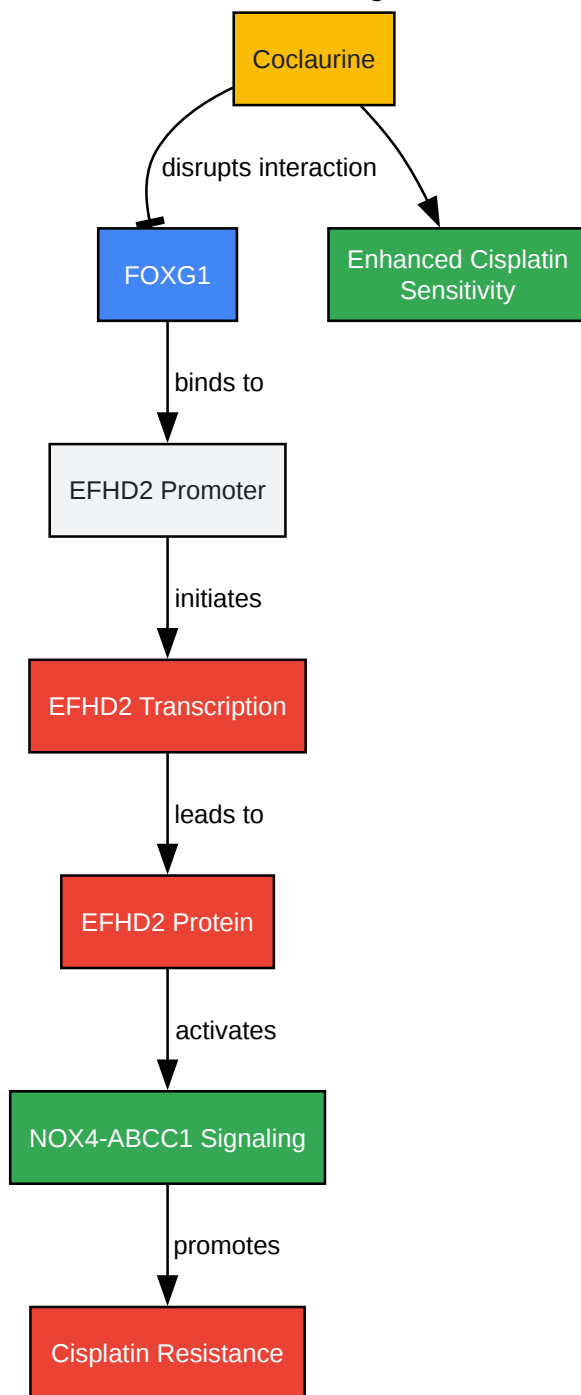 Coclaurine
disrupts interaction
FOXG1
Enhanced Cisplatin
Sensitivity
binds to
EFHD2 Promoter
initiates
EFHD2 Transcription
leads to
EFHD2 Protein
activates
NOX4-ABCC1 Signaling
promotes
Cisplatin Resistance